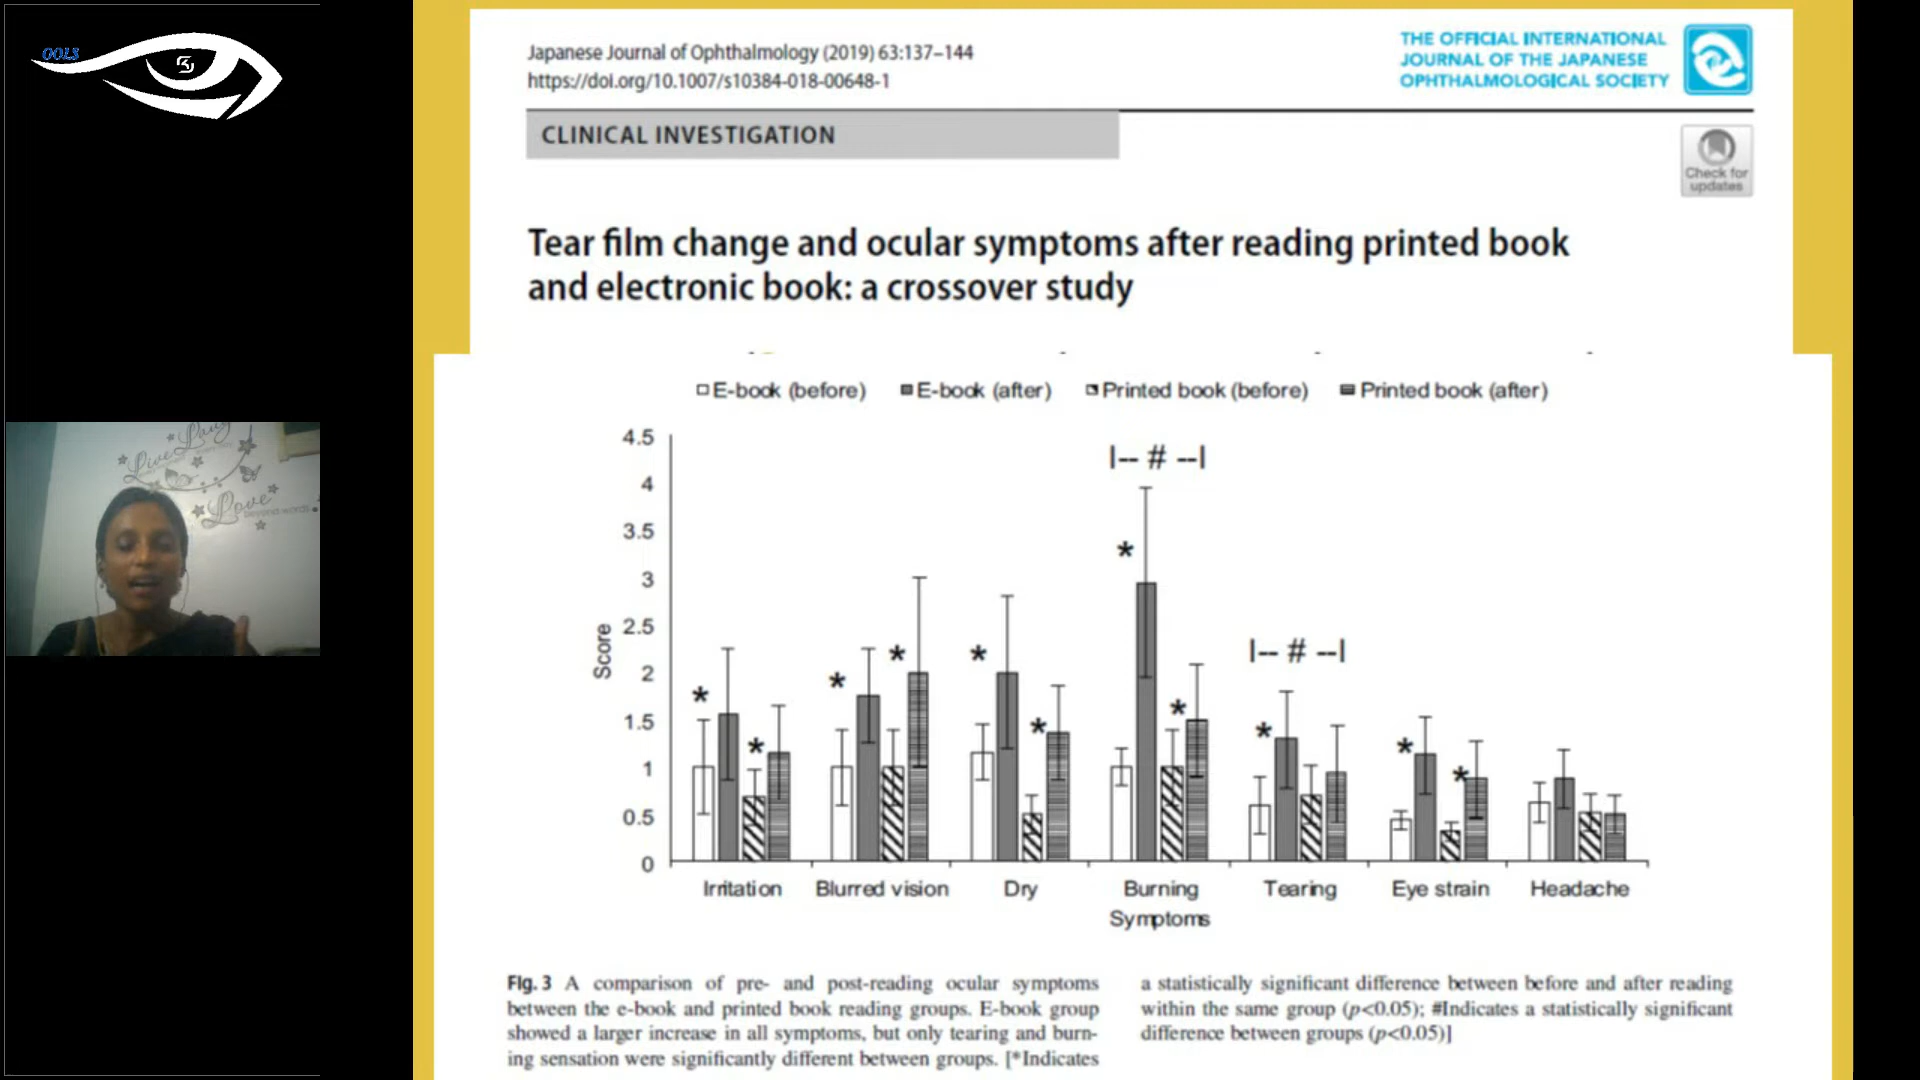 OOLS
Live Laugh
Love
beyond words
Japanese Journal of Ophthalmology (2019) 63:137–144
https://doi.org/10.1007/s10384-018-00648-1
THE OFFICIAL INTERNATIONAL
JOURNAL OF THE JAPANESE
OPHTHALMOLOGICAL SOCIETY
CLINICAL INVESTIGATION
Check for
updates
Tear film change and ocular symptoms after reading printed book
and electronic book: a crossover study
E-book (before) E-book (after) Printed book (before) Printed book (after)
4.5
4
3.5
3
2.5
2
1.5
1
0.5
0
Score
|-- # --|
|-- # --|
* * * * * * * * * * *
Irritation Blurred vision Dry Burning Tearing Eye strain Headache
Symptoms
Fig. 3 A comparison of pre- and post-reading ocular symptoms
between the e-book and printed book reading groups. E-book group
showed a larger increase in all symptoms, but only tearing and burn-
ing sensation were significantly different between groups. [*Indicates
a statistically significant difference between before and after reading
within the same group (p<0.05); #Indicates a statistically significant
difference between groups (p<0.05)]